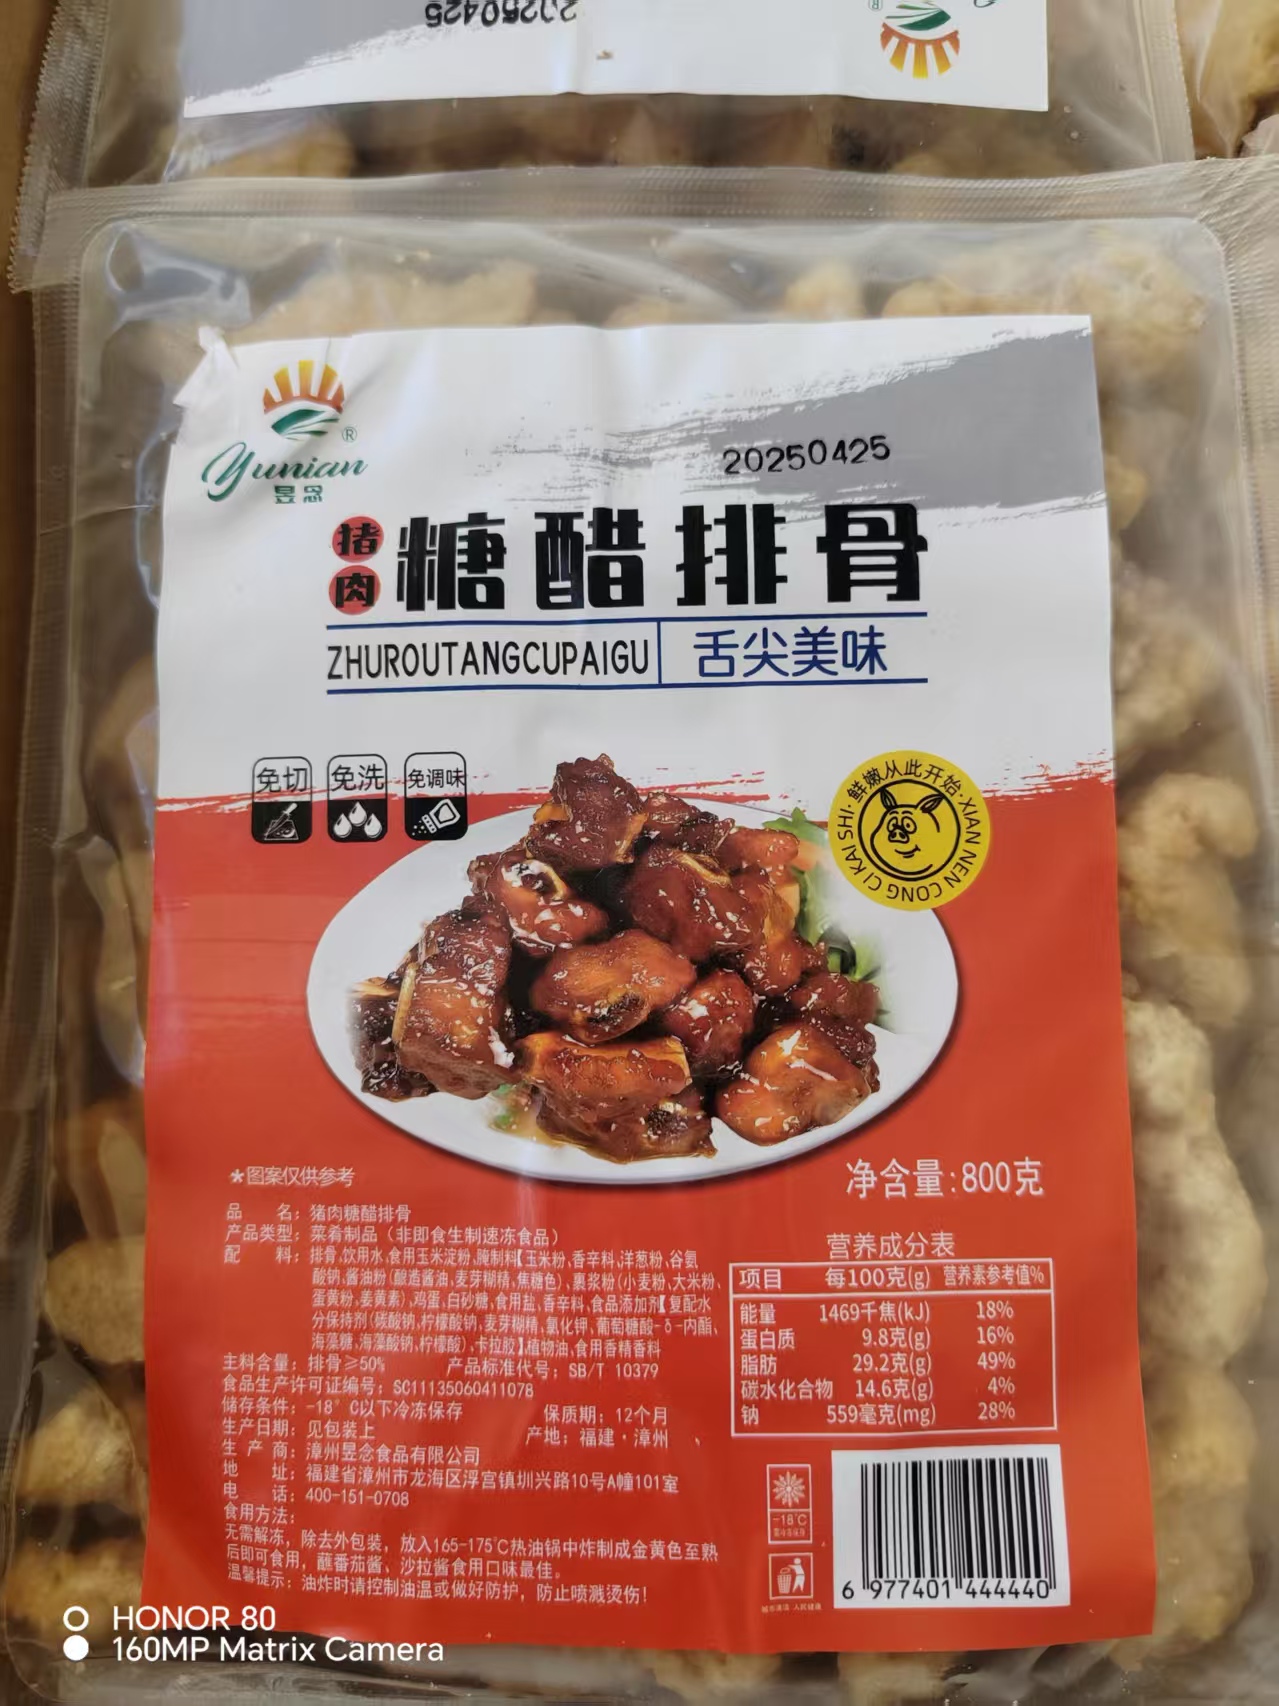 20250425
®
Yunian
昱念
20250425
猪肉
糖醋排骨
ZHUROUTANGCUPAIGU
舌尖美味
免切
免洗
免调味
·鲜嫩从此开始·XIAN NEN CONG CI KAI SHI
*图案仅供参考
净含量:800克
品 名: 猪肉糖醋排骨
产品类型: 菜肴制品（非即食生制速冻食品）
配 料: 排骨、饮用水、食用玉米淀粉、腌制料【玉米粉、香辛料、洋葱粉、谷氨
酸钠、酱油粉(酿造酱油、麦芽糊精、焦糖色)、裹浆粉(小麦粉、大米粉、
蛋黄粉、姜黄素)、鸡蛋、白砂糖、食用盐、香辛料、食品添加剂【复配水
分保持剂(碳酸钠、柠檬酸钠、麦芽糊精、氯化钾、葡萄糖酸-δ-内酯、
海藻糖、海藻酸钠、柠檬酸)、卡拉胶】、植物油、食用香精香料
主料含量: 排骨≥50% 产品标准代号: SB/T 10379
食品生产许可证编号: SC11135060411078
储存条件: -18°C以下冷冻保存 保质期: 12个月
生产日期: 见包装上 产地: 福建·漳州
生 产 商: 漳州昱念食品有限公司
地 址: 福建省漳州市龙海区浮宫镇圳兴路10号A幢101室
电 话: 400-151-0708
食用方法:
无需解冻, 除去外包装, 放入165-175°C热油锅中炸制成金黄色至熟
后即可食用, 蘸番茄酱、沙拉酱食用口味最佳。
温馨提示: 油炸时请控制油温或做好防护, 防止喷溅烫伤!
营养成分表
项目 每100克(g) 营养素参考值%
能量 1469千焦(kJ) 18%
蛋白质 9.8克(g) 16%
脂肪 29.2克(g) 49%
碳水化合物 14.6克(g) 4%
钠 559毫克(mg) 28%
-18°C
6 977401 444440
HONOR 80
160MP Matrix Camera